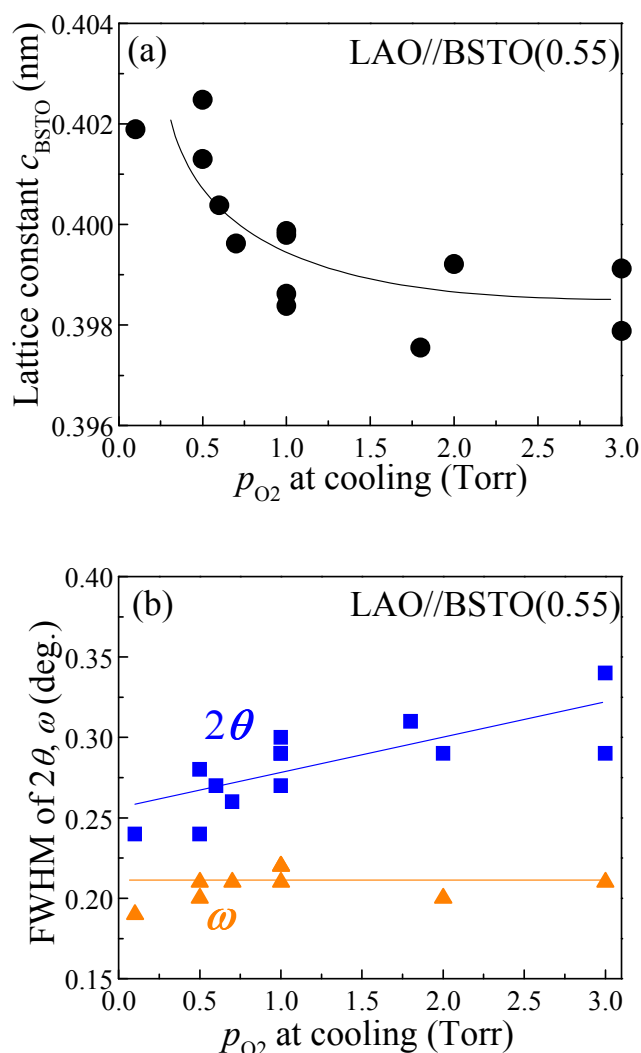 (a)
LAO//BSTO(0.55)
0.404
0.402
0.400
0.398
0.396
Lattice constant c_BSTO (nm)
0.0 0.5 1.0 1.5 2.0 2.5 3.0
p_O2 at cooling (Torr)
(b)
LAO//BSTO(0.55)
0.40
0.35
0.30
0.25
0.20
0.15
FWHM of 2θ, ω (deg.)
2θ
ω
0.0 0.5 1.0 1.5 2.0 2.5 3.0
p_O2 at cooling (Torr)